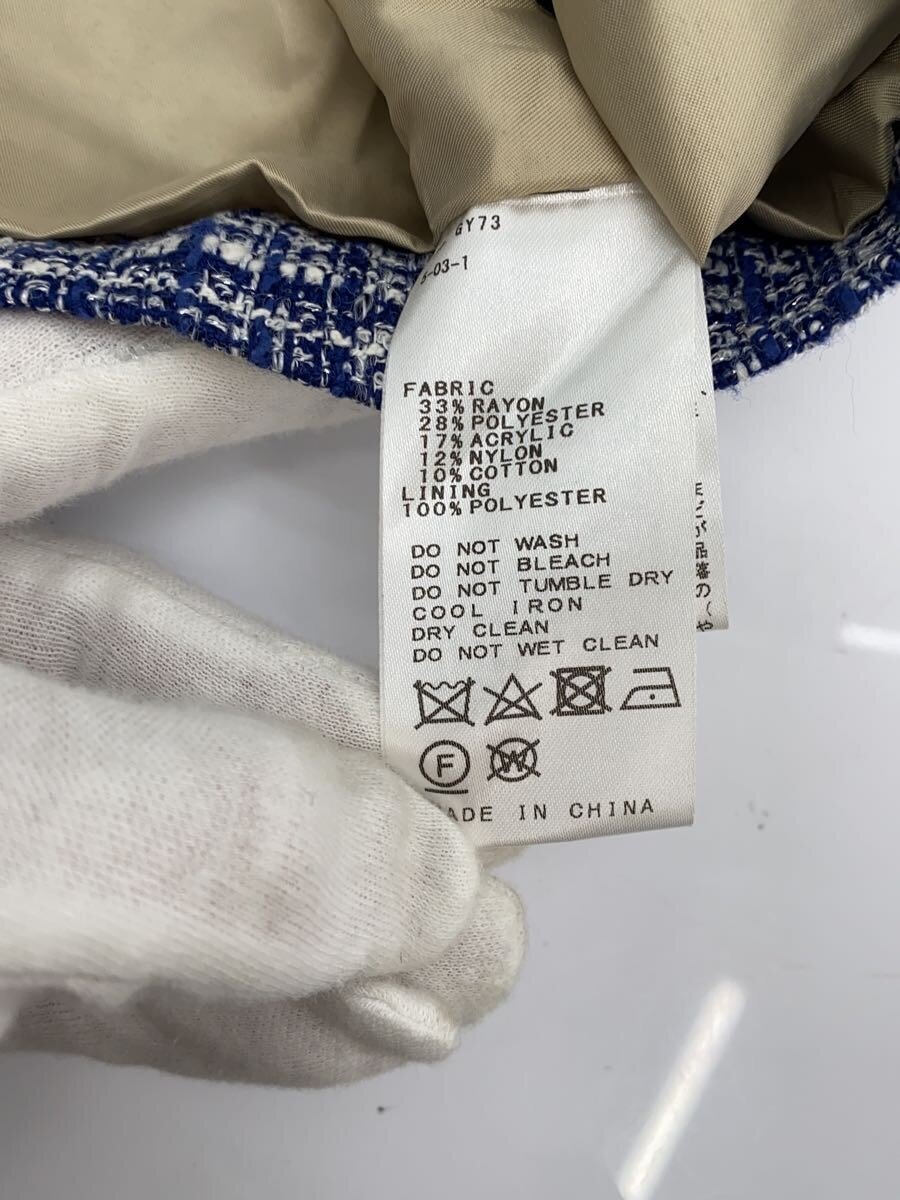 GY73
-03-1
FABRIC
33% RAYON
28% POLYESTER
17% ACRYLIC
12% NYLON
10% COTTON
LINING
100% POLYESTER
DO NOT WASH
DO NOT BLEACH
DO NOT TUMBLE DRY
COOL IRON
DRY CLEAN
DO NOT WET CLEAN
F W
MADE IN CHINA